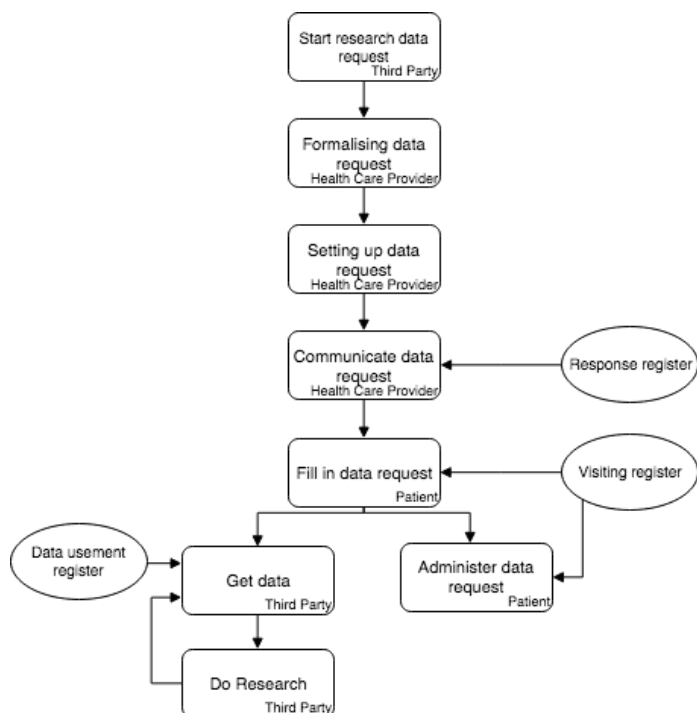 Start research data
request
Third Party
Formalising data
request
Health Care Provider
Setting up data
request
Health Care Provider
Communicate data
request
Health Care Provider
Response register
Fill in data request
Patient
Visiting register
Data usement
register
Get data
Third Party
Administer data
request
Patient
Do Research
Third Party